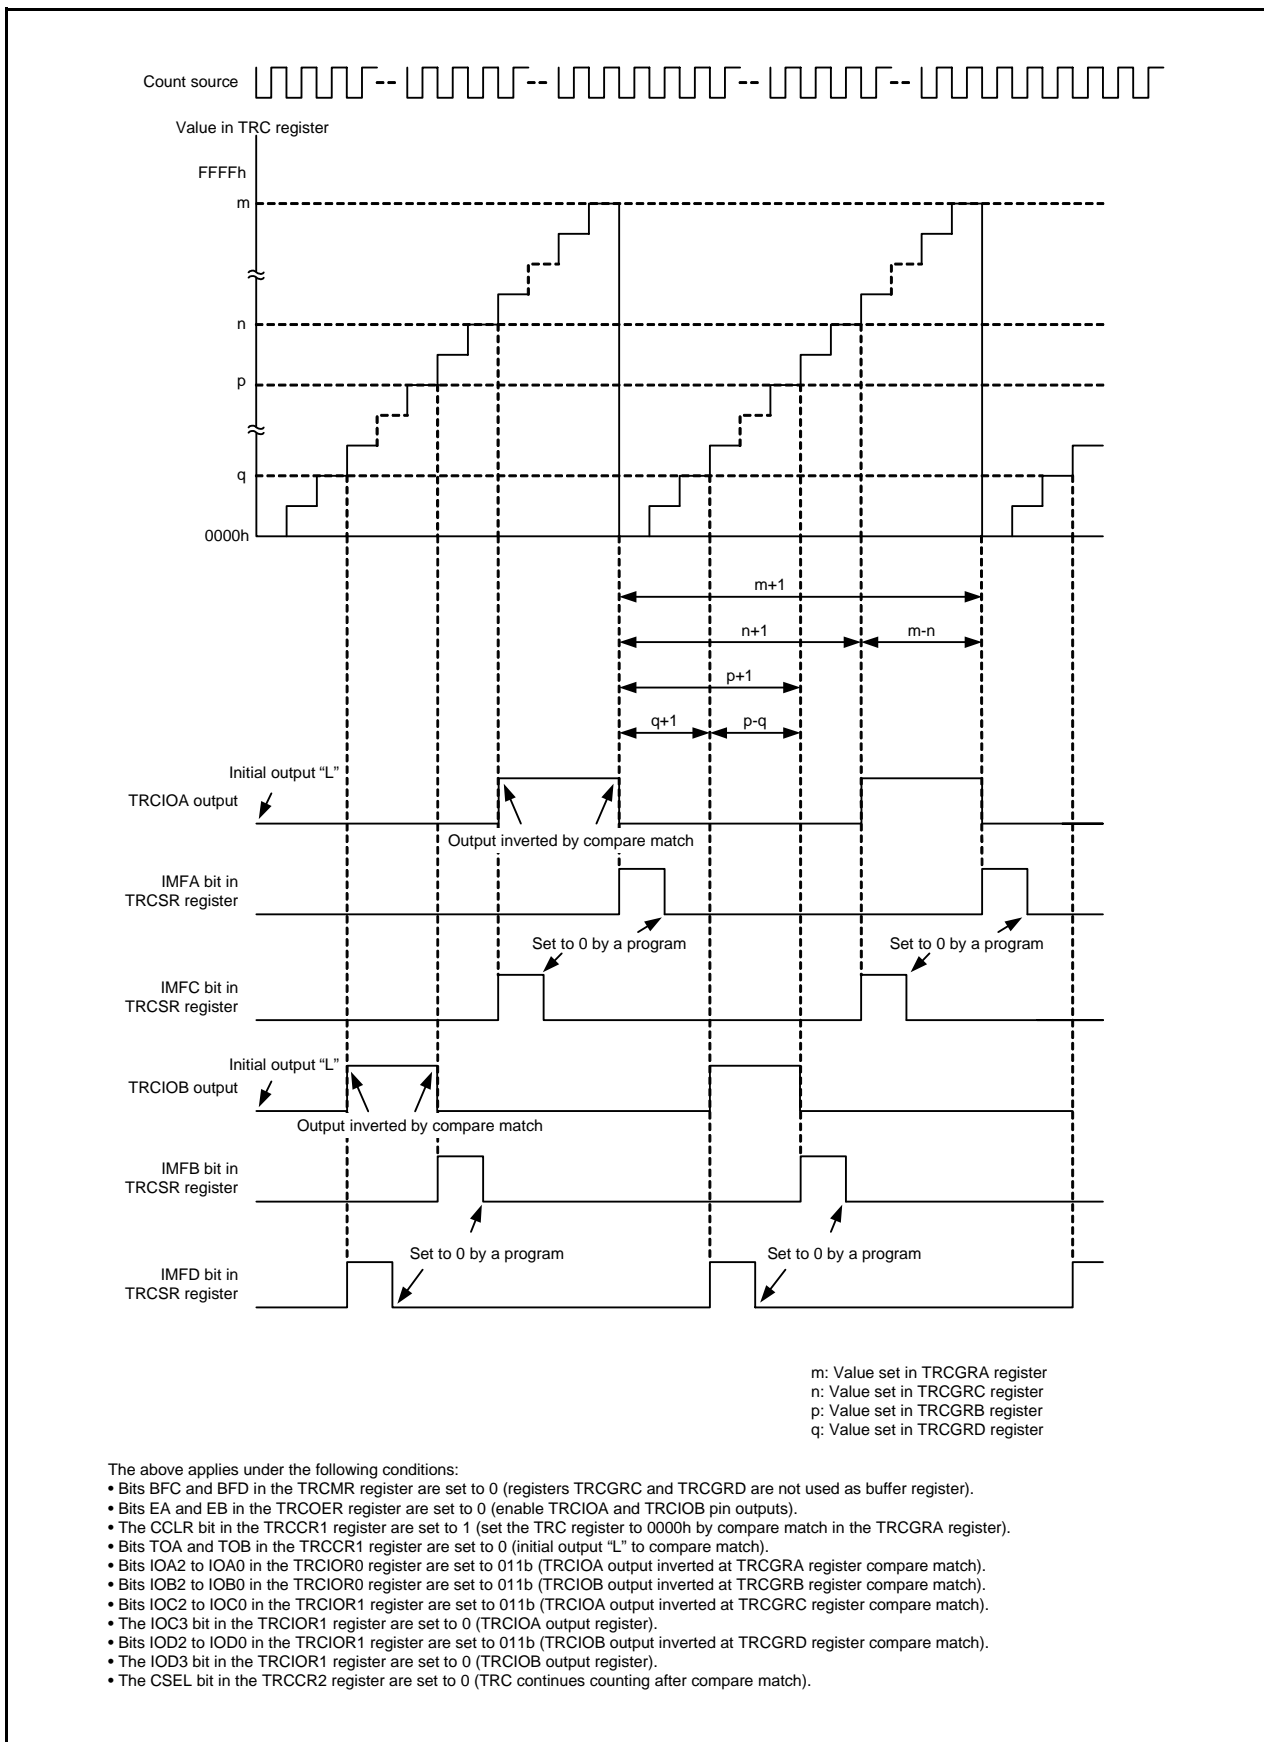 Count source
Value in TRC register
FFFFh
m
n
p
q
0000h
m+1
n+1
m-n
p+1
q+1
p-q
Initial output “L”
TRCIOA output
Output inverted by compare match
IMFA bit in
TRCSR register
Set to 0 by a program
Set to 0 by a program
IMFC bit in
TRCSR register
Initial output “L”
TRCIOB output
Output inverted by compare match
IMFB bit in
TRCSR register
Set to 0 by a program
Set to 0 by a program
IMFD bit in
TRCSR register
m: Value set in TRCGRA register
n: Value set in TRCGRC register
p: Value set in TRCGRB register
q: Value set in TRCGRD register
The above applies under the following conditions:
• Bits BFC and BFD in the TRCMR register are set to 0 (registers TRCGRC and TRCGRD are not used as buffer register).
• Bits EA and EB in the TRCOER register are set to 0 (enable TRCIOA and TRCIOB pin outputs).
• The CCLR bit in the TRCCR1 register are set to 1 (set the TRC register to 0000h by compare match in the TRCGRA register).
• Bits TOA and TOB in the TRCCR1 register are set to 0 (initial output “L” to compare match).
• Bits IOA2 to IOA0 in the TRCIOR0 register are set to 011b (TRCIOA output inverted at TRCGRA register compare match).
• Bits IOB2 to IOB0 in the TRCIOR0 register are set to 011b (TRCIOB output inverted at TRCGRB register compare match).
• Bits IOC2 to IOC0 in the TRCIOR1 register are set to 011b (TRCIOA output inverted at TRCGRC register compare match).
• The IOC3 bit in the TRCIOR1 register are set to 0 (TRCIOA output register).
• Bits IOD2 to IOD0 in the TRCIOR1 register are set to 011b (TRCIOB output inverted at TRCGRD register compare match).
• The IOD3 bit in the TRCIOR1 register are set to 0 (TRCIOB output register).
• The CSEL bit in the TRCCR2 register are set to 0 (TRC continues counting after compare match).